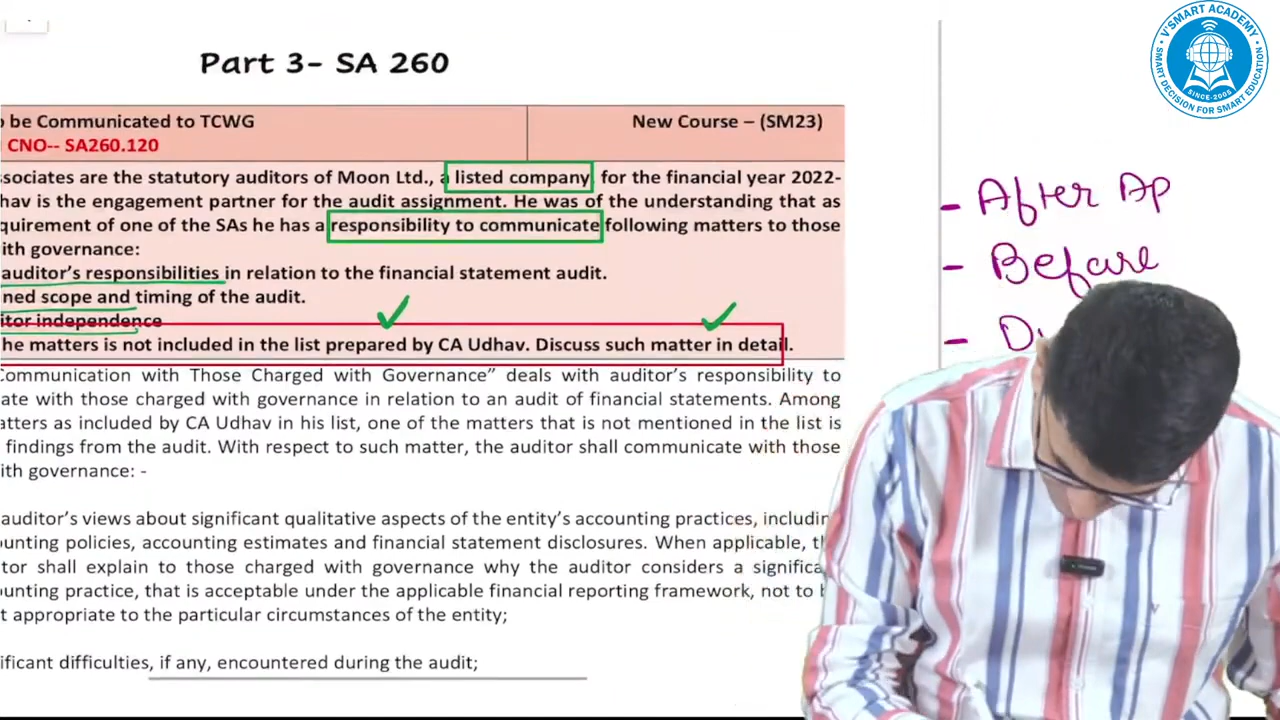 Part 3- SA 260
V'SMART ACADEMY
SMART DECISION FOR SMART EDUCATION
SINCE-2005
be Communicated to TCWG
New Course – (SM23)
CNO-- SA260.120
ssociates are the statutory auditors of Moon Ltd., a listed company, for the financial year 2022-
hav is the engagement partner for the audit assignment. He was of the understanding that as
quirement of one of the SAs he has a responsibility to communicate following matters to those
ith governance:
auditor's responsibilities in relation to the financial statement audit.
ned scope and timing of the audit.
itor independence
he matters is not included in the list prepared by CA Udhav. Discuss such matter in detail.
ommunication with Those Charged with Governance” deals with auditor's responsibility to
ate with those charged with governance in relation to an audit of financial statements. Among
atters as included by CA Udhav in his list, one of the matters that is not mentioned in the list is
findings from the audit. With respect to such matter, the auditor shall communicate with those
ith governance: -
auditor's views about significant qualitative aspects of the entity's accounting practices, includin
unting policies, accounting estimates and financial statement disclosures. When applicable, t
tor shall explain to those charged with governance why the auditor considers a significa
unting practice, that is acceptable under the applicable financial reporting framework, not to b
t appropriate to the particular circumstances of the entity;
ificant difficulties, if any, encountered during the audit;
- After Ap
- Before
- D